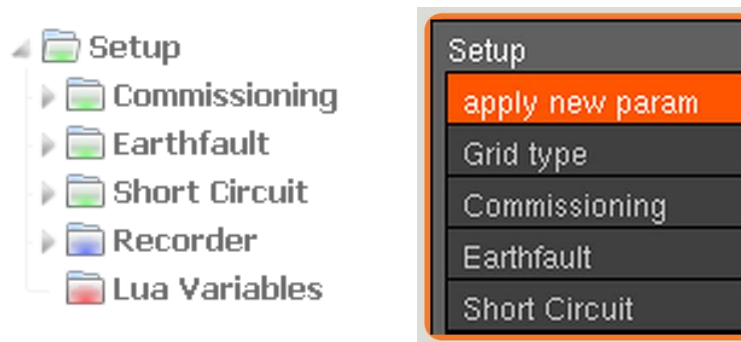 Setup
Commissioning
Earthfault
Short Circuit
Recorder
Lua Variables
Setup
apply new param
Grid type
Commissioning
Earthfault
Short Circuit